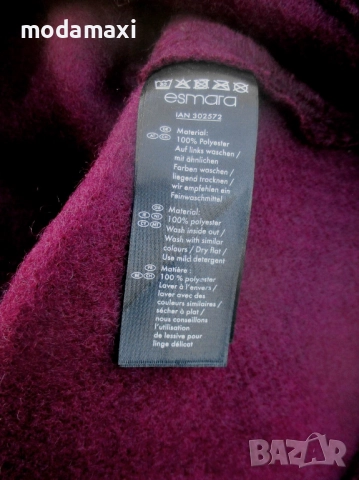 modamaxi
esmara
IAN 302572
Material:
100% Polyester
Auf links waschen /
mit ähnlichen
Farben waschen /
liegend trocknen /
wir empfehlen ein
Feinwaschmittel
Material:
100% polyester
Wash inside out /
Wash with similar
colours / Dry flat /
Use mild detergent
Matière :
100 % polyester
Laver à l'envers /
laver avec des
couleurs similaires /
sécher à plat /
nous conseillons
l'utilisation
de lessive pour
linge délicat
BAZAR
bg